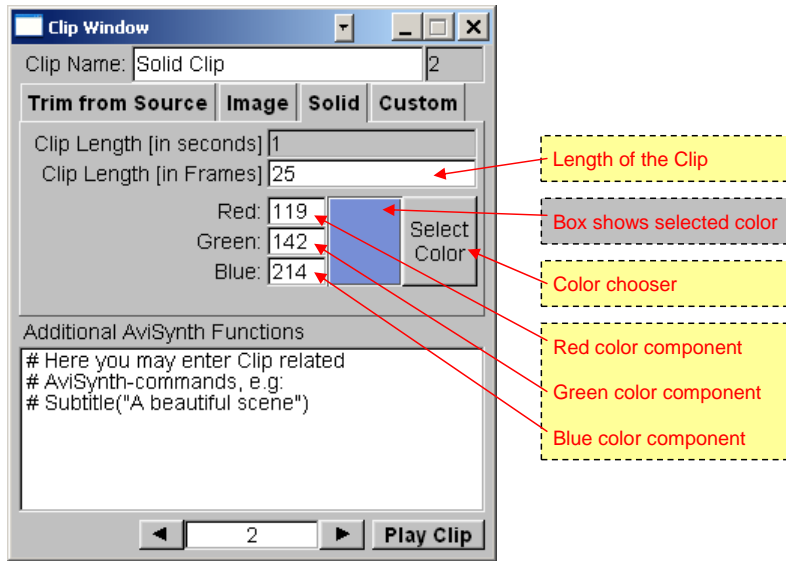 Clip Window
Clip Name: Solid Clip 2
Trim from Source Image Solid Custom
Clip Length [in seconds] 1
Clip Length [in Frames] 25
Length of the Clip
Red: 119
Green: 142
Blue: 214
Select
Color
Box shows selected color
Color chooser
Red color component
Green color component
Blue color component
Additional AviSynth Functions
# Here you may enter Clip related
# AviSynth-commands, e.g:
# Subtitle("A beautiful scene")
2
Play Clip